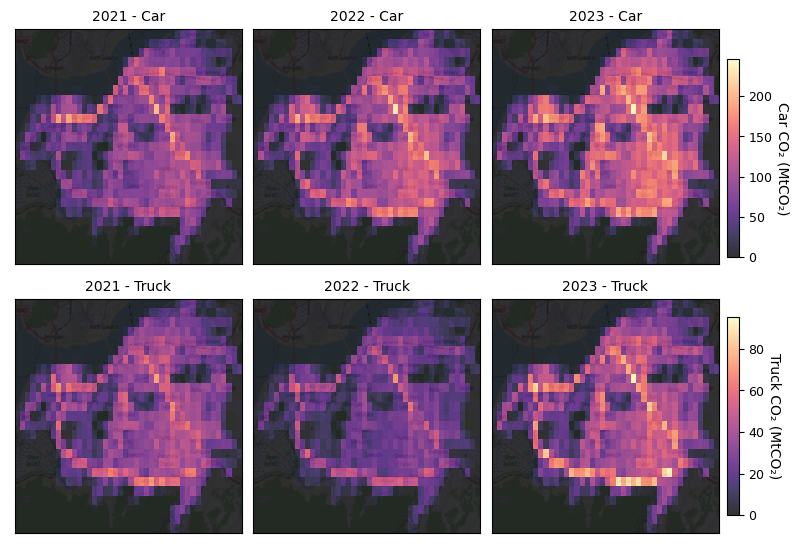 2021 - Car
2022 - Car
2023 - Car
200
150
100
50
0
Car CO₂ (MtCO₂)
2021 - Truck
2022 - Truck
2023 - Truck
80
60
40
20
0
Truck CO₂ (MtCO₂)